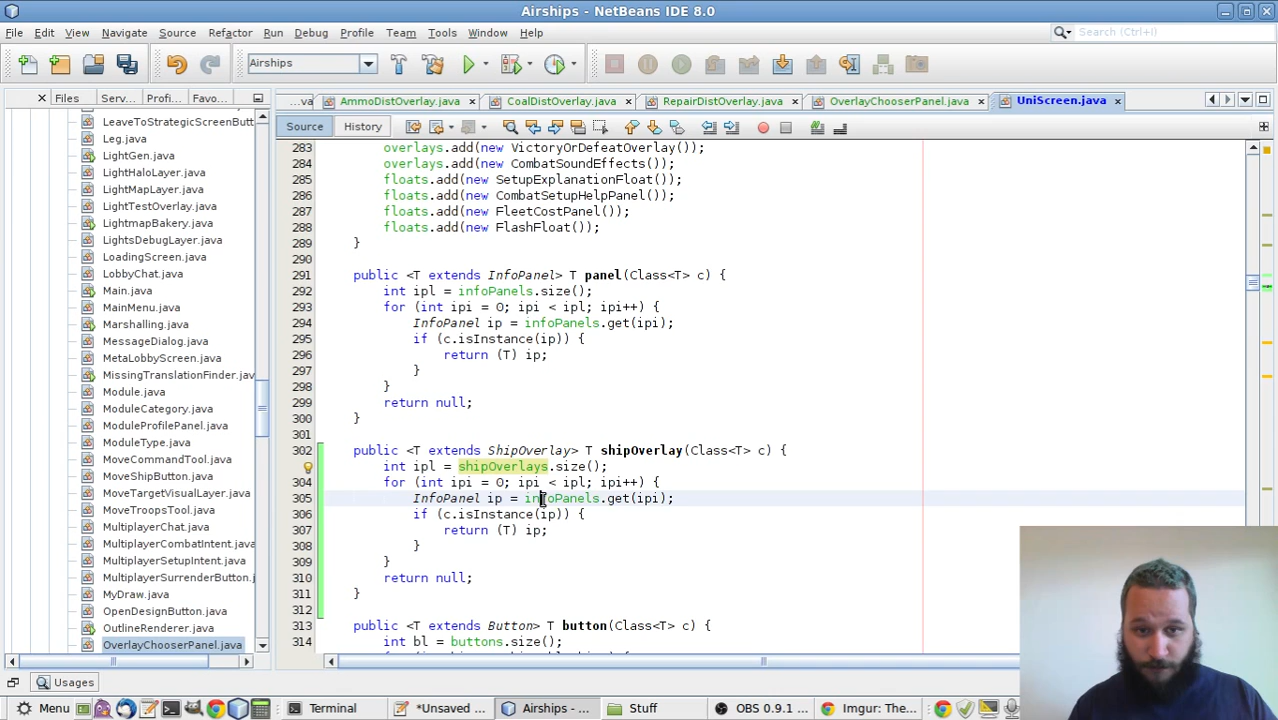 Airships - NetBeans IDE 8.0
File Edit View Navigate Source Refactor Run Debug Profile Team Tools Window Help
Search (Ctrl+I)
Airships
Files Serv... Profi... Favo...
...va AmmoDistOverlay.java CoalDistOverlay.java RepairDistOverlay.java OverlayChooserPanel.java UniScreen.java
Source History
LeaveToStrategicScreenButt
Leg.java
LightGen.java
LightHaloLayer.java
LightMapLayer.java
LightTestOverlay.java
LightmapBakery.java
LightsDebugLayer.java
LoadingScreen.java
LobbyChat.java
Main.java
MainMenu.java
Marshalling.java
MessageDialog.java
MetaLobbyScreen.java
MissingTranslationFinder.jav
Module.java
ModuleCategory.java
ModuleProfilePanel.java
ModuleType.java
MoveCommandTool.java
MoveShipButton.java
MoveTargetVisualLayer.java
MoveTroopsTool.java
MultiplayerChat.java
MultiplayerCombatIntent.java
MultiplayerSetupIntent.java
MultiplayerSurrenderButton.j
MyDraw.java
OpenDesignButton.java
OutlineRenderer.java
OverlayChooserPanel.java
283 overlays.add(new VictoryOrDefeatOverlay());
284 overlays.add(new CombatSoundEffects());
285 floats.add(new SetupExplanationFloat());
286 floats.add(new CombatSetupHelpPanel());
287 floats.add(new FleetCostPanel());
288 floats.add(new FlashFloat());
289 }
290
291 public <T extends InfoPanel> T panel(Class<T> c) {
292 int ipl = infoPanels.size();
293 for (int ipi = 0; ipi < ipl; ipi++) {
294 InfoPanel ip = infoPanels.get(ipi);
295 if (c.isInstance(ip)) {
296 return (T) ip;
297 }
298 }
299 return null;
300 }
301
302 public <T extends ShipOverlay> T shipOverlay(Class<T> c) {
int ipl = shipOverlays.size();
304 for (int ipi = 0; ipi < ipl; ipi++) {
305 InfoPanel ip = infoPanels.get(ipi);
306 if (c.isInstance(ip)) {
307 return (T) ip;
308 }
309 }
310 return null;
311 }
312
313 public <T extends Button> T button(Class<T> c) {
314 int bl = buttons.size();
Usages
Menu Terminal *Unsaved ... Airships - ... Stuff OBS 0.9.1 ... Imgur: The...